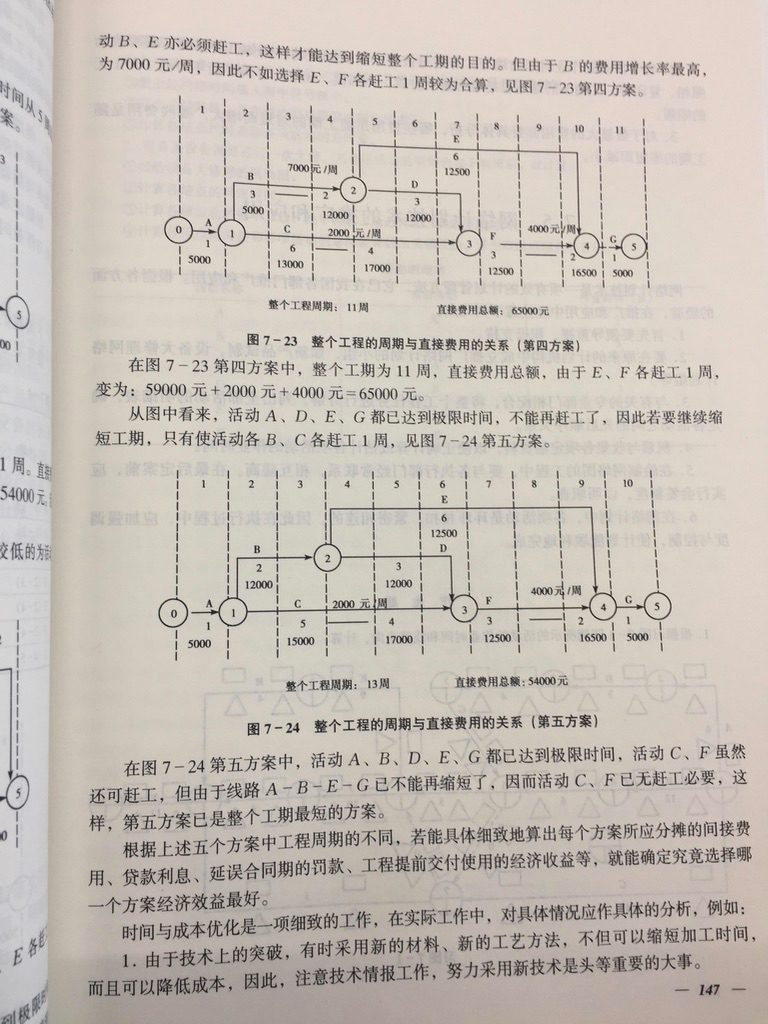 动 B、E 亦必须赶工，这样才能达到缩短整个工期的目的。但由于 B 的费用增长率最高，
为 7000 元/周，因此不如选择 E、F 各赶工 1 周较为合算，见图 7-23 第四方案。
1 2 3 4 5 6 7 8 9 10 11
E
6
12500
B 7000元/周
3 2
5000 12000
2
D
3
12000
0 A 1 C 2000 元/周 3 F 4000元/周 4 G 5
1 6 4 3 2 1
5000 13000 17000 12500 16500 5000
整个工程周期：11周 直接费用总额：65000元
图 7-23 整个工程的周期与直接费用的关系（第四方案）
在图 7-23 第四方案中，整个工期为 11 周，直接费用总额，由于 E、F 各赶工 1 周，
变为：59000 元+2000 元+4000 元=65000 元。
从图中看来，活动 A、D、E、G 都已达到极限时间，不能再赶工了，因此若要继续缩
短工期，只有使活动各 B、C 各赶工 1 周，见图 7-24 第五方案。
1 2 3 4 5 6 7 8 9 10
E
6
12500
B
2
12000
2
D
3
12000
0 A 1 C 2000 元/周 3 F 4000元/周 4 G 5
1 5 4 3 2 1
5000 15000 17000 12500 16500 5000
整个工程周期：13周 直接费用总额：54000元
图 7-24 整个工程的周期与直接费用的关系（第五方案）
在图 7-24 第五方案中，活动 A、B、D、E、G 都已达到极限时间，活动 C、F 虽然
还可赶工，但由于线路 A-B-E-G 已不能再缩短了，因而活动 C、F 已无赶工必要，这
样，第五方案已是整个工期最短的方案。
根据上述五个方案中工程周期的不同，若能具体细致地算出每个方案所应分摊的间接费
用、贷款利息、延误合同期的罚款、工程提前交付使用的经济收益等，就能确定究竟选择哪
一个方案经济效益最好。
时间与成本优化是一项细致的工作，在实际工作中，对具体情况应作具体的分析，例如：
1. 由于技术上的突破，有时采用新的材料、新的工艺方法，不但可以缩短加工时间，
而且可以降低成本，因此，注意技术情报工作，努力采用新技术是头等重要的大事。
— 147 —